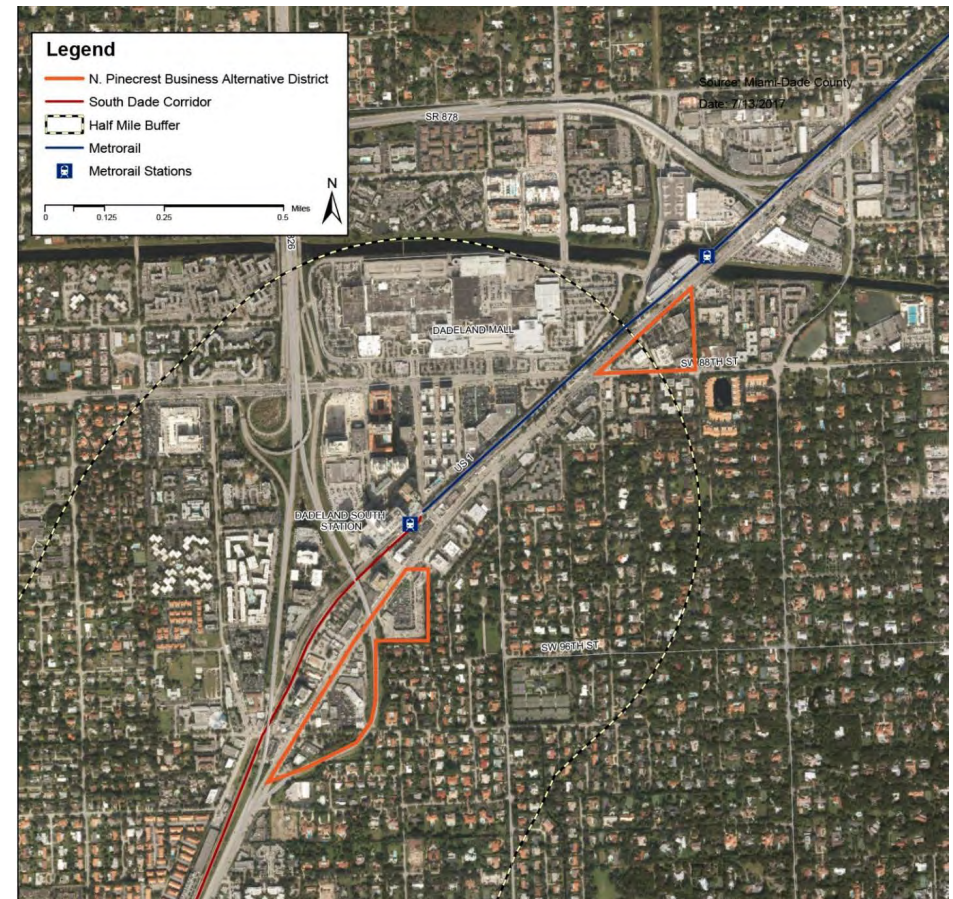 Legend
N. Pinecrest Business Alternative District
South Dade Corridor
Half Mile Buffer
Metrorail
Metrorail Stations
N
Miles
0 0.125 0.25 0.5
Source: Miami-Dade County
Date: 7/13/2017
SR 878
826
DADELAND MALL
SW 88TH ST
US 1
DADELAND SOUTH
STATION
SW 96TH ST